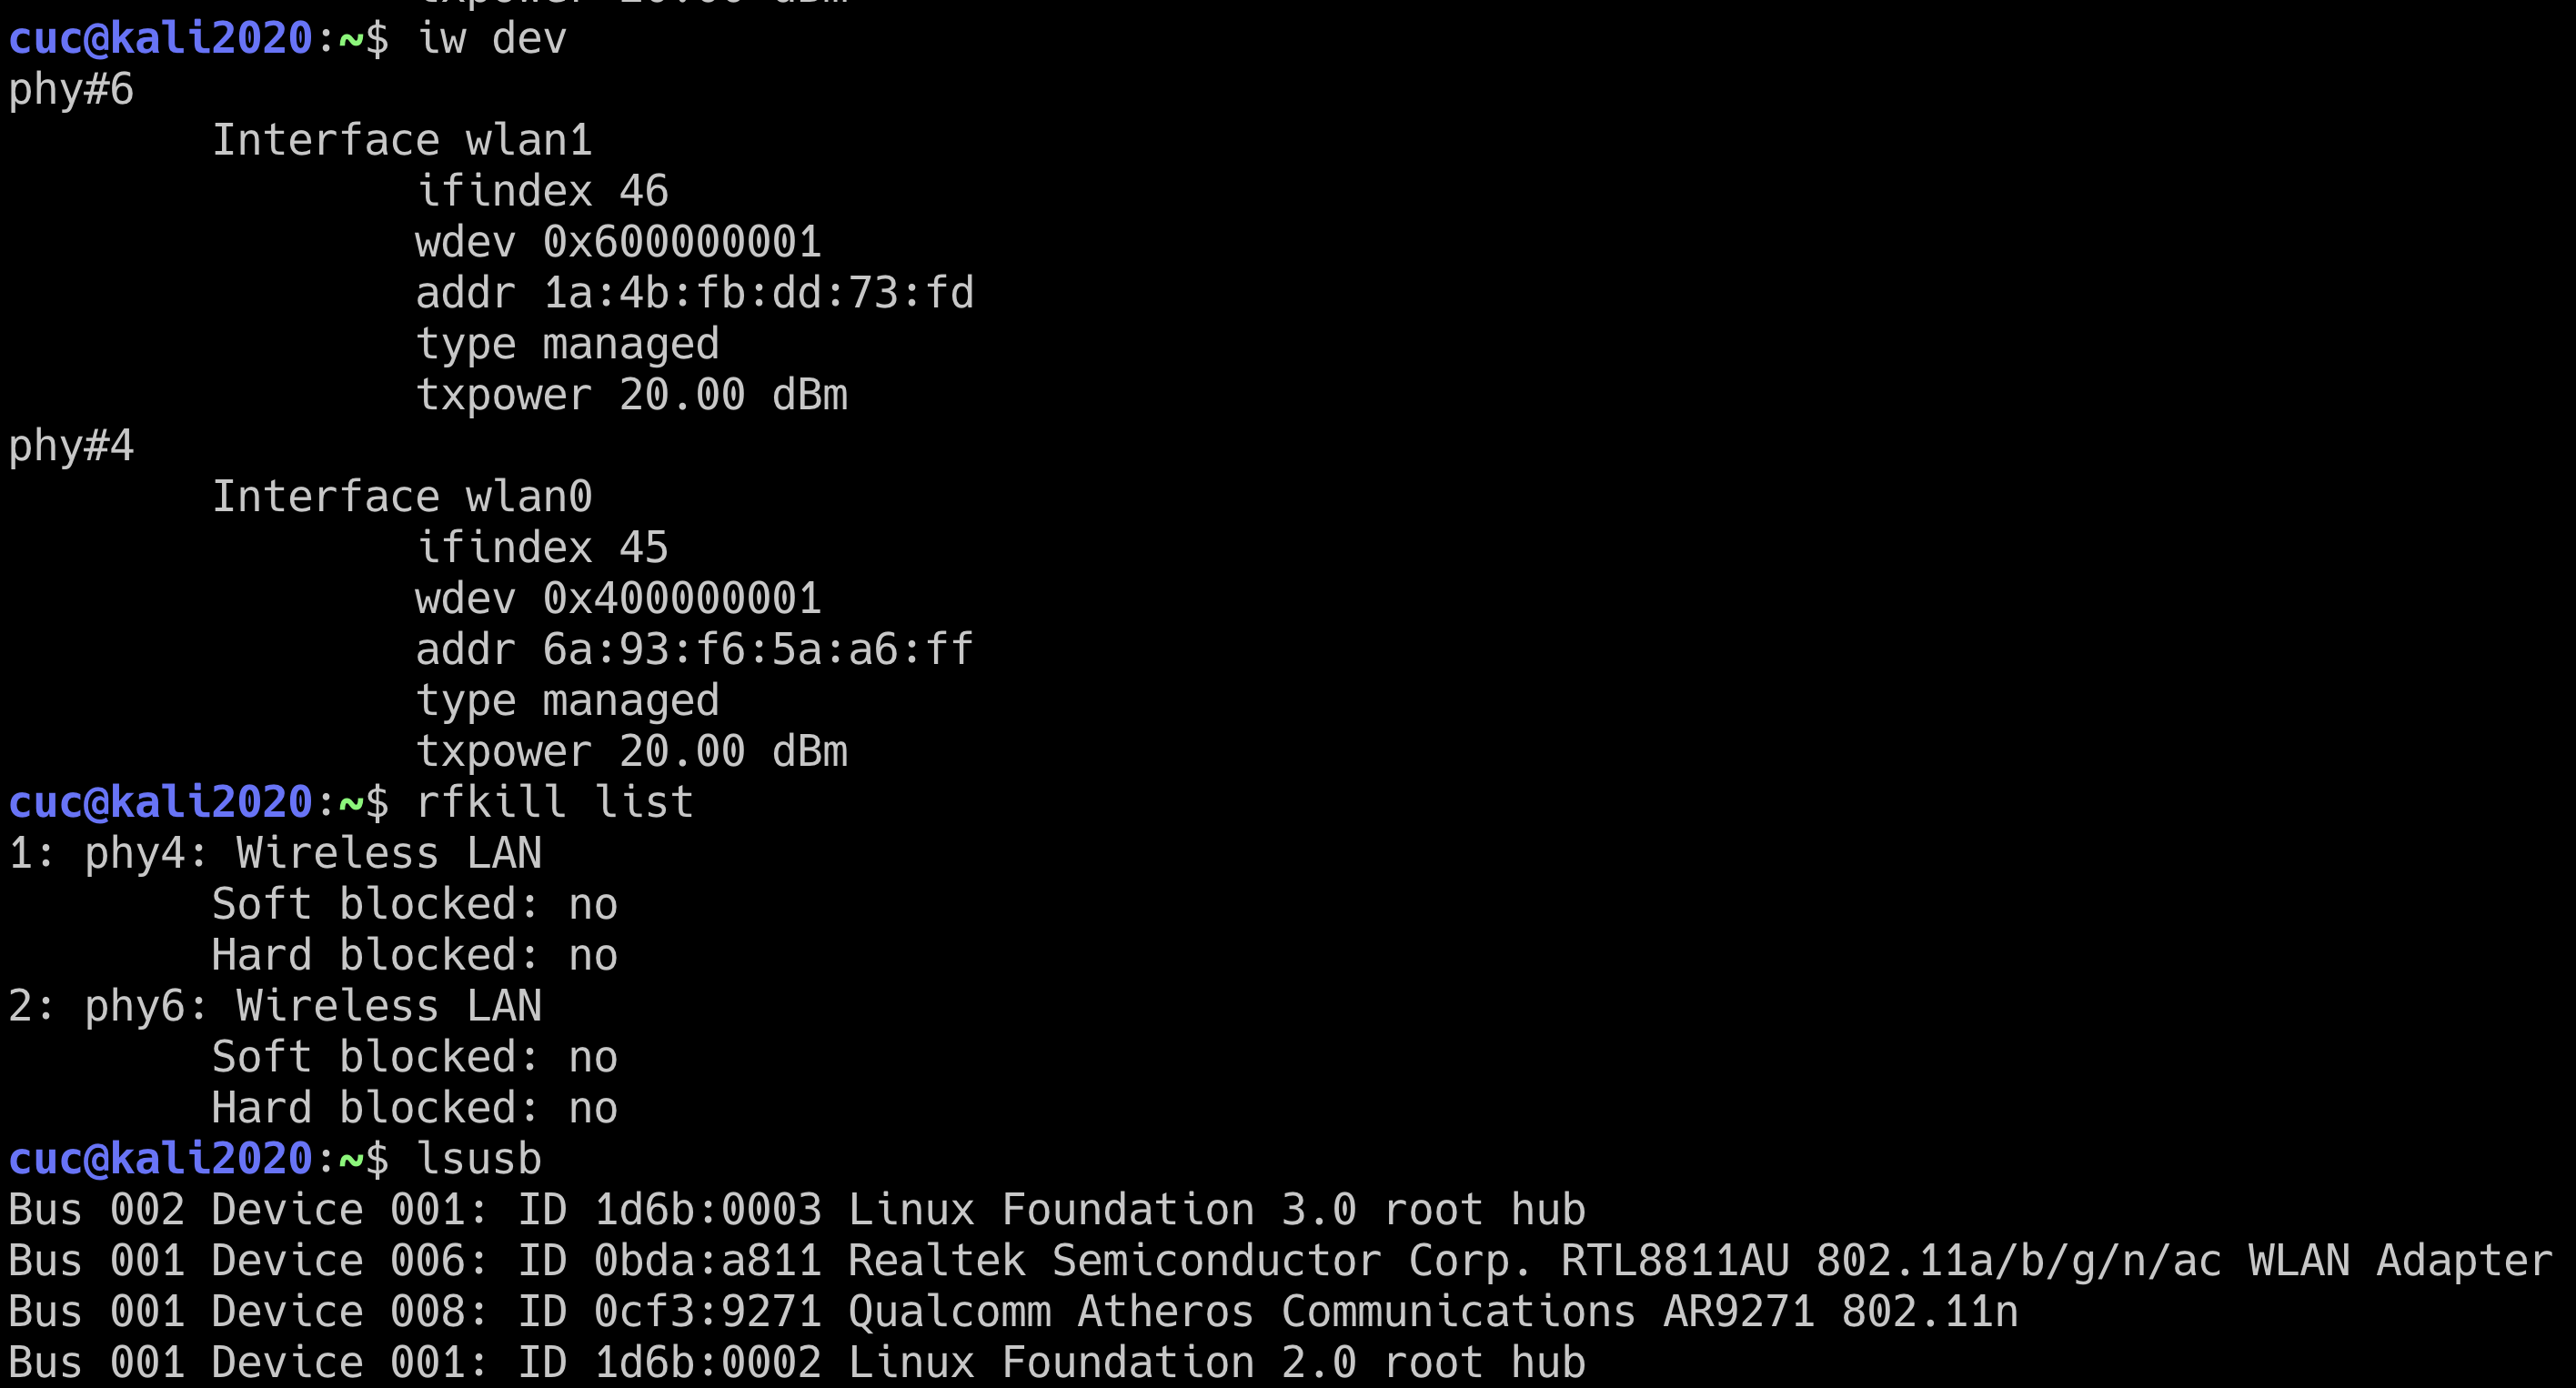 txpower 20.00 dBm
cuc@kali2020:~$ iw dev
phy#6
        Interface wlan1
                ifindex 46
                wdev 0x600000001
                addr 1a:4b:fb:dd:73:fd
                type managed
                txpower 20.00 dBm
phy#4
        Interface wlan0
                ifindex 45
                wdev 0x400000001
                addr 6a:93:f6:5a:a6:ff
                type managed
                txpower 20.00 dBm
cuc@kali2020:~$ rfkill list
1: phy4: Wireless LAN
        Soft blocked: no
        Hard blocked: no
2: phy6: Wireless LAN
        Soft blocked: no
        Hard blocked: no
cuc@kali2020:~$ lsusb
Bus 002 Device 001: ID 1d6b:0003 Linux Foundation 3.0 root hub
Bus 001 Device 006: ID 0bda:a811 Realtek Semiconductor Corp. RTL8811AU 802.11a/b/g/n/ac WLAN Adapter
Bus 001 Device 008: ID 0cf3:9271 Qualcomm Atheros Communications AR9271 802.11n
Bus 001 Device 001: ID 1d6b:0002 Linux Foundation 2.0 root hub